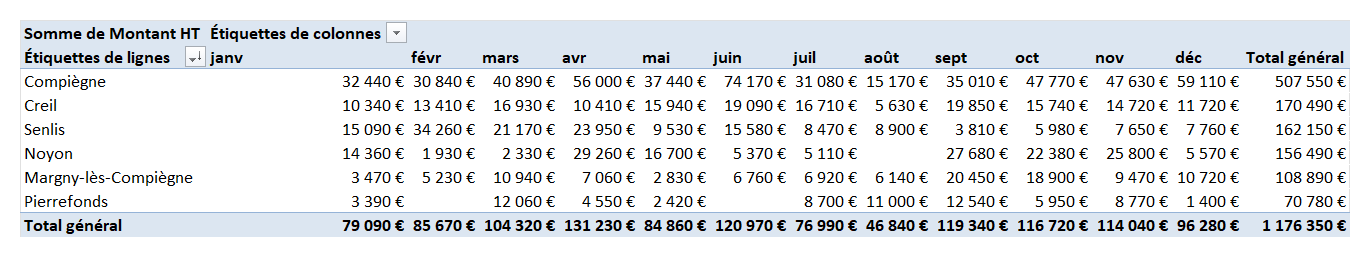 Somme de Montant HT Étiquettes de colonnes
Étiquettes de lignes janv févr mars avr mai juin juil août sept oct nov déc Total général
Compiègne 32 440 € 30 840 € 40 890 € 56 000 € 37 440 € 74 170 € 31 080 € 15 170 € 35 010 € 47 770 € 47 630 € 59 110 € 507 550 €
Creil 10 340 € 13 410 € 16 930 € 10 410 € 15 940 € 19 090 € 16 710 € 5 630 € 19 850 € 15 740 € 14 720 € 11 720 € 170 490 €
Senlis 15 090 € 34 260 € 21 170 € 23 950 € 9 530 € 15 580 € 8 470 € 8 900 € 3 810 € 5 980 € 7 650 € 7 760 € 162 150 €
Noyon 14 360 € 1 930 € 2 330 € 29 260 € 16 700 € 5 370 € 5 110 € 27 680 € 22 380 € 25 800 € 5 570 € 156 490 €
Margny-lès-Compiègne 3 470 € 5 230 € 10 940 € 7 060 € 2 830 € 6 760 € 6 920 € 6 140 € 20 450 € 18 900 € 9 470 € 10 720 € 108 890 €
Pierrefonds 3 390 € 12 060 € 4 550 € 2 420 € 8 700 € 11 000 € 12 540 € 5 950 € 8 770 € 1 400 € 70 780 €
Total général 79 090 € 85 670 € 104 320 € 131 230 € 84 860 € 120 970 € 76 990 € 46 840 € 119 340 € 116 720 € 114 040 € 96 280 € 1 176 350 €